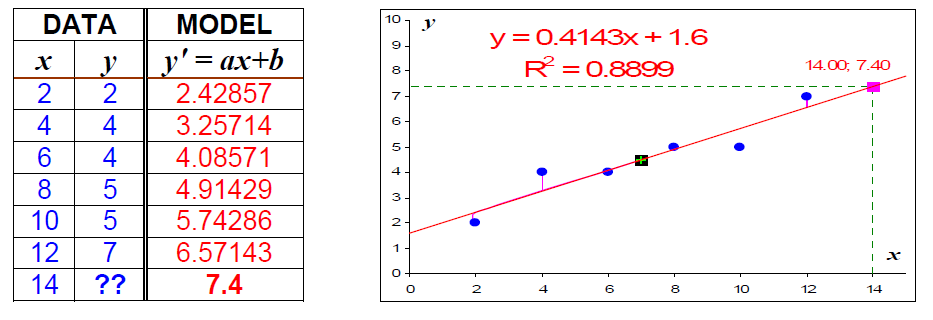 DATA MODEL
x y y' = ax+b
2 2 2.42857
4 4 3.25714
6 4 4.08571
8 5 4.91429
10 5 5.74286
12 7 6.57143
14 ?? 7.4
y
y = 0.4143x + 1.6
R² = 0.8899
14.00; 7.40
10
9
8
7
6
5
4
3
2
1
0
x
0 2 4 6 8 10 12 14